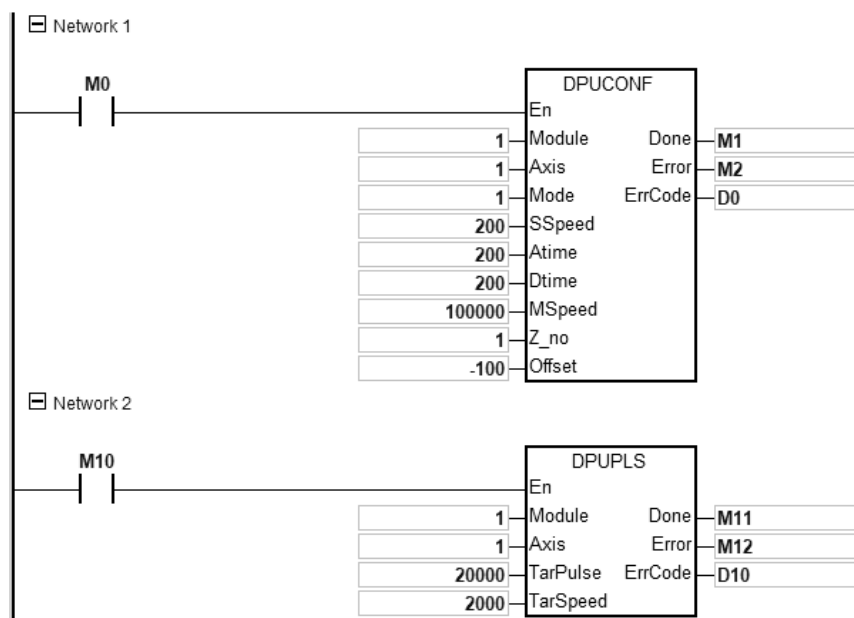 Network 1
M0
DPUCONF
En
1 Module Done M1
1 Axis Error M2
1 Mode ErrCode D0
200 SSpeed
200 Atime
200 Dtime
100000 MSpeed
1 Z_no
-100 Offset
Network 2
M10
DPUPLS
En
1 Module Done M11
1 Axis Error M12
20000 TarPulse ErrCode D10
2000 TarSpeed